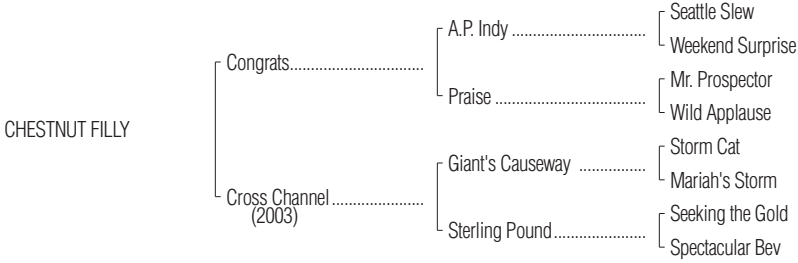 Seattle Slew
A.P. Indy ................................
Weekend Surprise
Congrats................................
Mr. Prospector
Praise ....................................
Wild Applause
CHESTNUT FILLY
Storm Cat
Giant's Causeway ................
Mariah's Storm
Cross Channel......................
(2003)
Seeking the Gold
Sterling Pound......................
Spectacular Bev